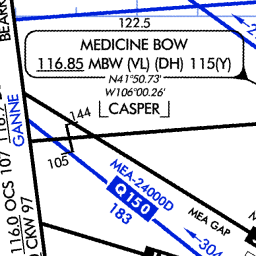 122.5
MEDICINE BOW
116.85 MBW (VL) (DH) 115(Y)
N41°50.73'
W106°00.26'
CASPER
144
105
GANNE
116.0 OCS 107
CKW 97
MEA-24000D
Q150
183
MEA GAP
304